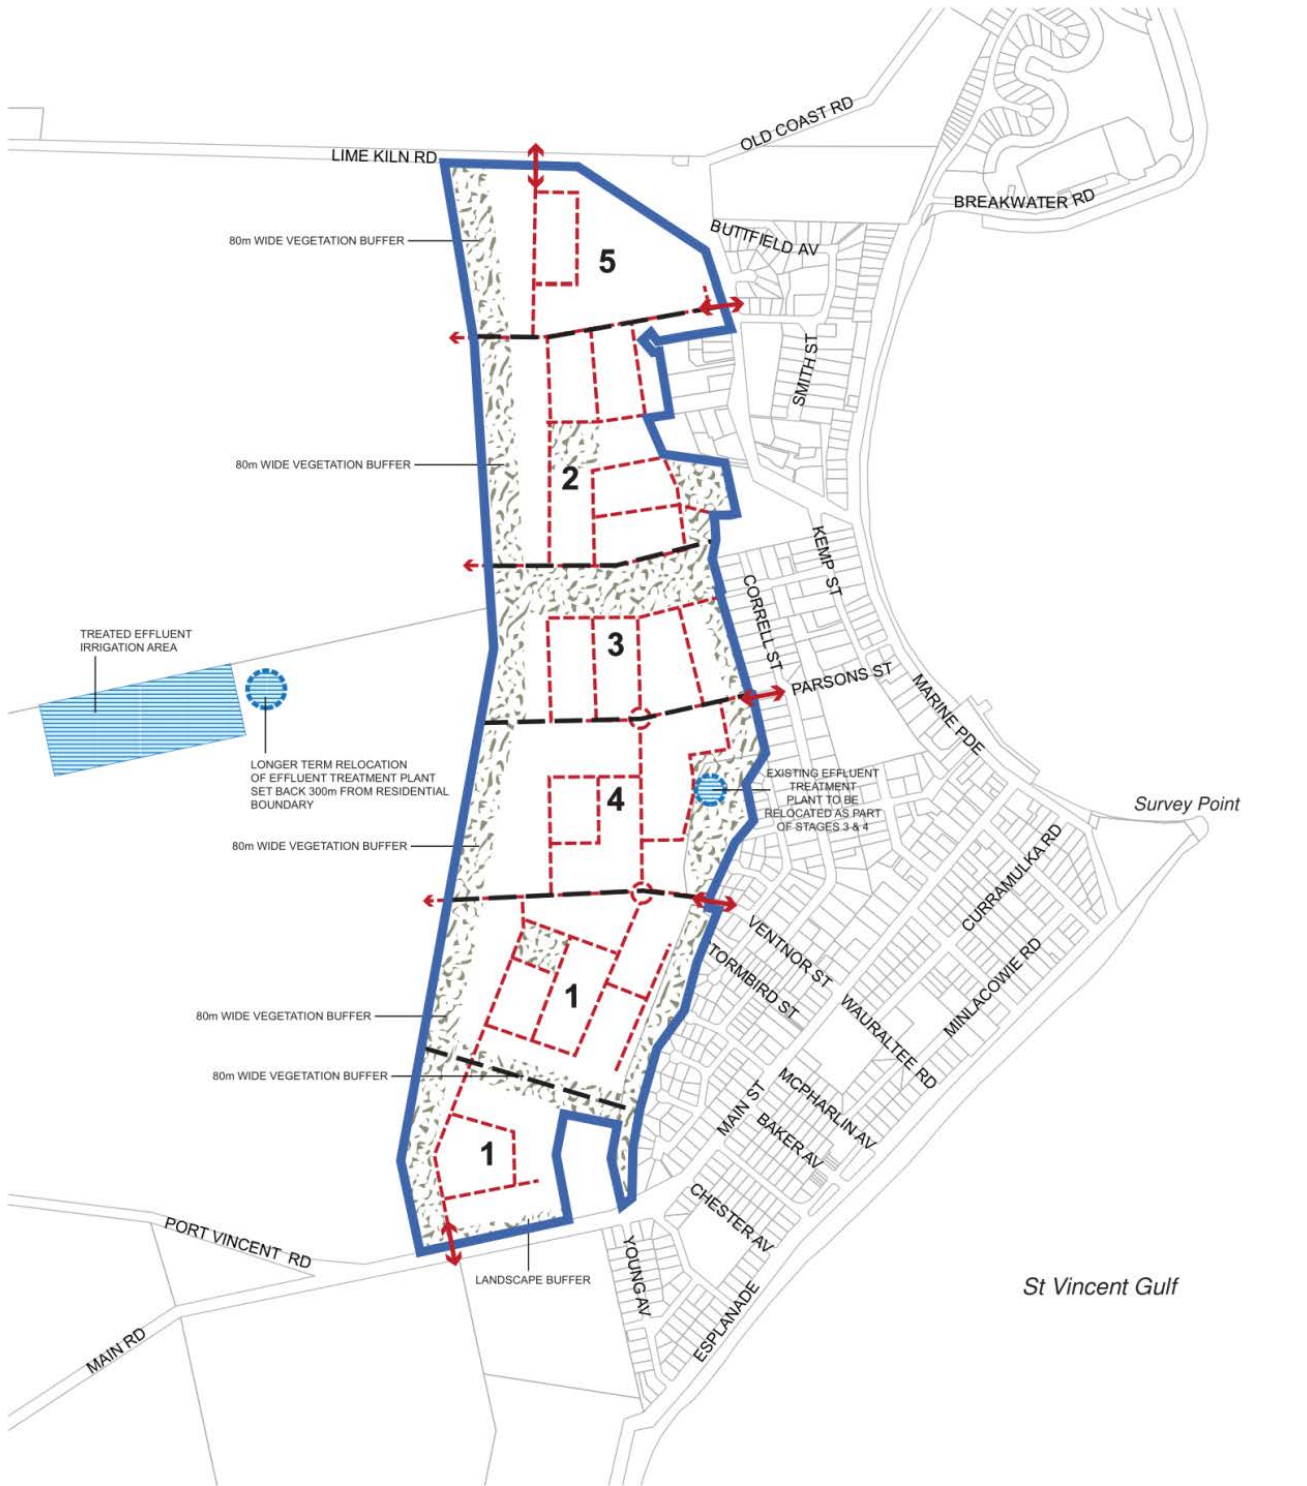 OLD COAST RD
LIME KILN RD
BREAKWATER RD
80m WIDE VEGETATION BUFFER
BUTTFIELD AV
5
SMITH ST
80m WIDE VEGETATION BUFFER
2
KEMP ST
CORRELL ST
TREATED EFFLUENT
IRRIGATION AREA
3
PARSONS ST
MARINE PDE
LONGER TERM RELOCATION
OF EFFLUENT TREATMENT PLANT
SET BACK 300m FROM RESIDENTIAL
BOUNDARY
EXISTING EFFLUENT
TREATMENT
PLANT TO BE
RELOCATED AS PART
OF STAGES 3 & 4
4
Survey Point
80m WIDE VEGETATION BUFFER
CURRAMULKA RD
VENTNOR ST
TORMBIRD ST
MINLACOWIE RD
1
80m WIDE VEGETATION BUFFER
WAURALTEE RD
80m WIDE VEGETATION BUFFER
MAIN ST
MCPHARLIN AV
BAKER AV
1
CHESTER AV
PORT VINCENT RD
YOUNG AV
LANDSCAPE BUFFER
St Vincent Gulf
ESPLANADE
MAIN RD